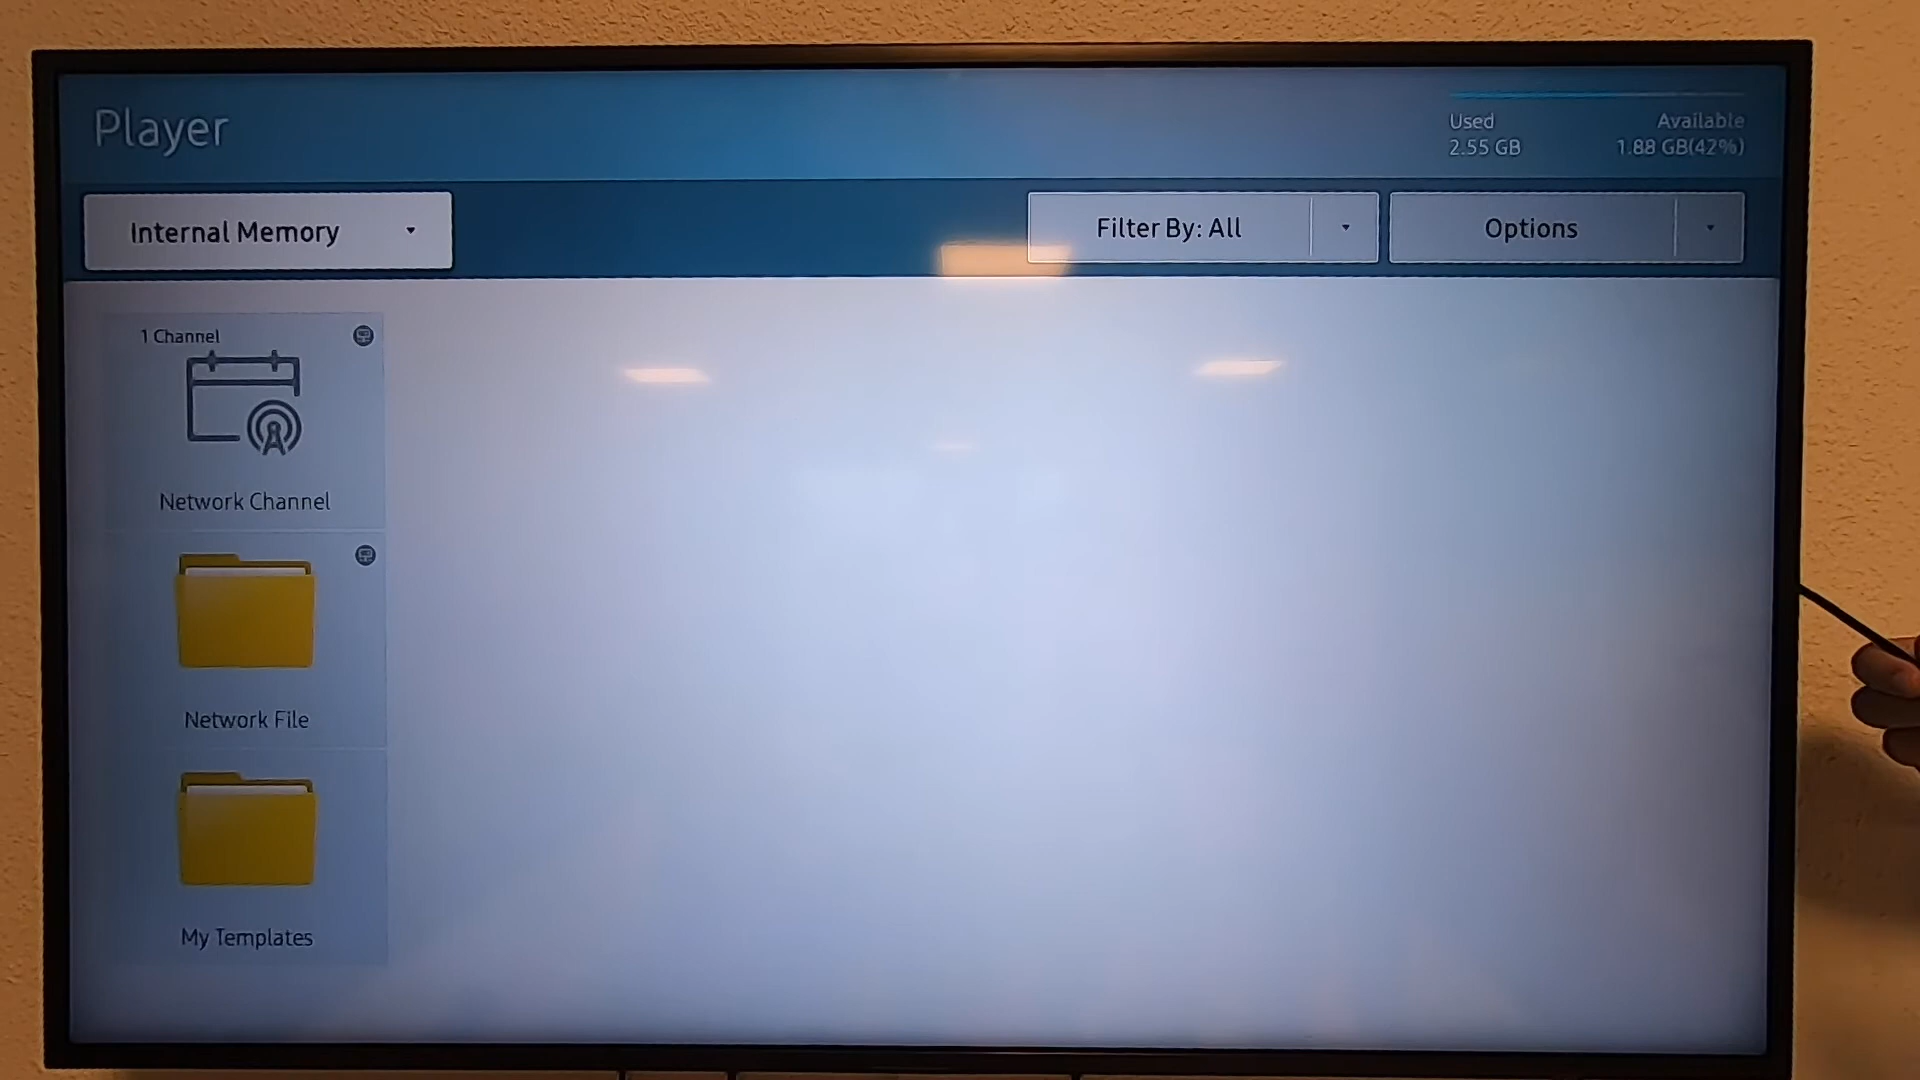 Player
Used
2.55 GB
Available
1.88 GB(42%)
Internal Memory
Filter By: All
Options
1 Channel
Network Channel
Network File
My Templates